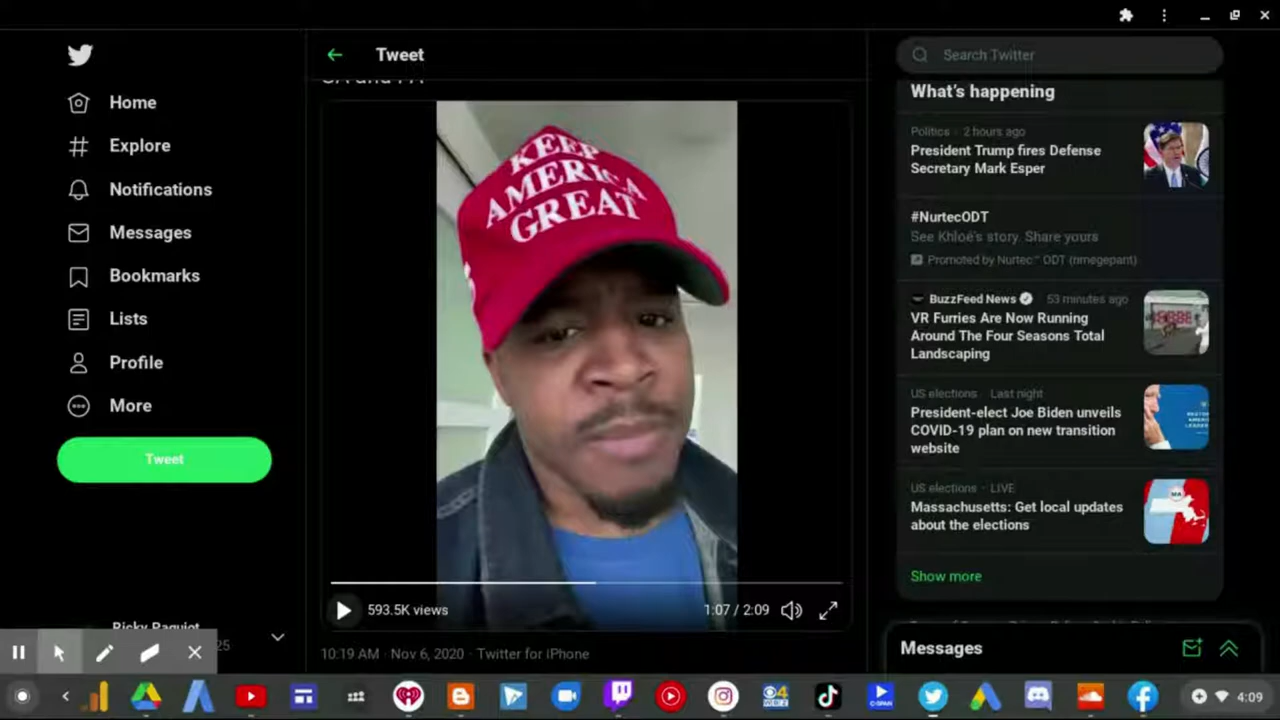 Tweet
Search Twitter
Home
Explore
Notifications
Messages
Bookmarks
Lists
Profile
More
Tweet
KEEP
AMERICA
GREAT
593.5K views
1:07 / 2:09
10:19 AM · Nov 6, 2020 · Twitter for iPhone
What's happening
Politics · 2 hours ago
President Trump fires Defense
Secretary Mark Esper
#NurtecODT
See Khloé's story. Share yours
Promoted by Nurtec™ ODT (rimegepant)
BuzzFeed News
53 minutes ago
VR Furries Are Now Running
Around The Four Seasons Total
Landscaping
US elections · Last night
President-elect Joe Biden unveils
COVID-19 plan on new transition
website
US elections · LIVE
Massachusetts: Get local updates
about the elections
MA
Show more
Messages
25
4:09